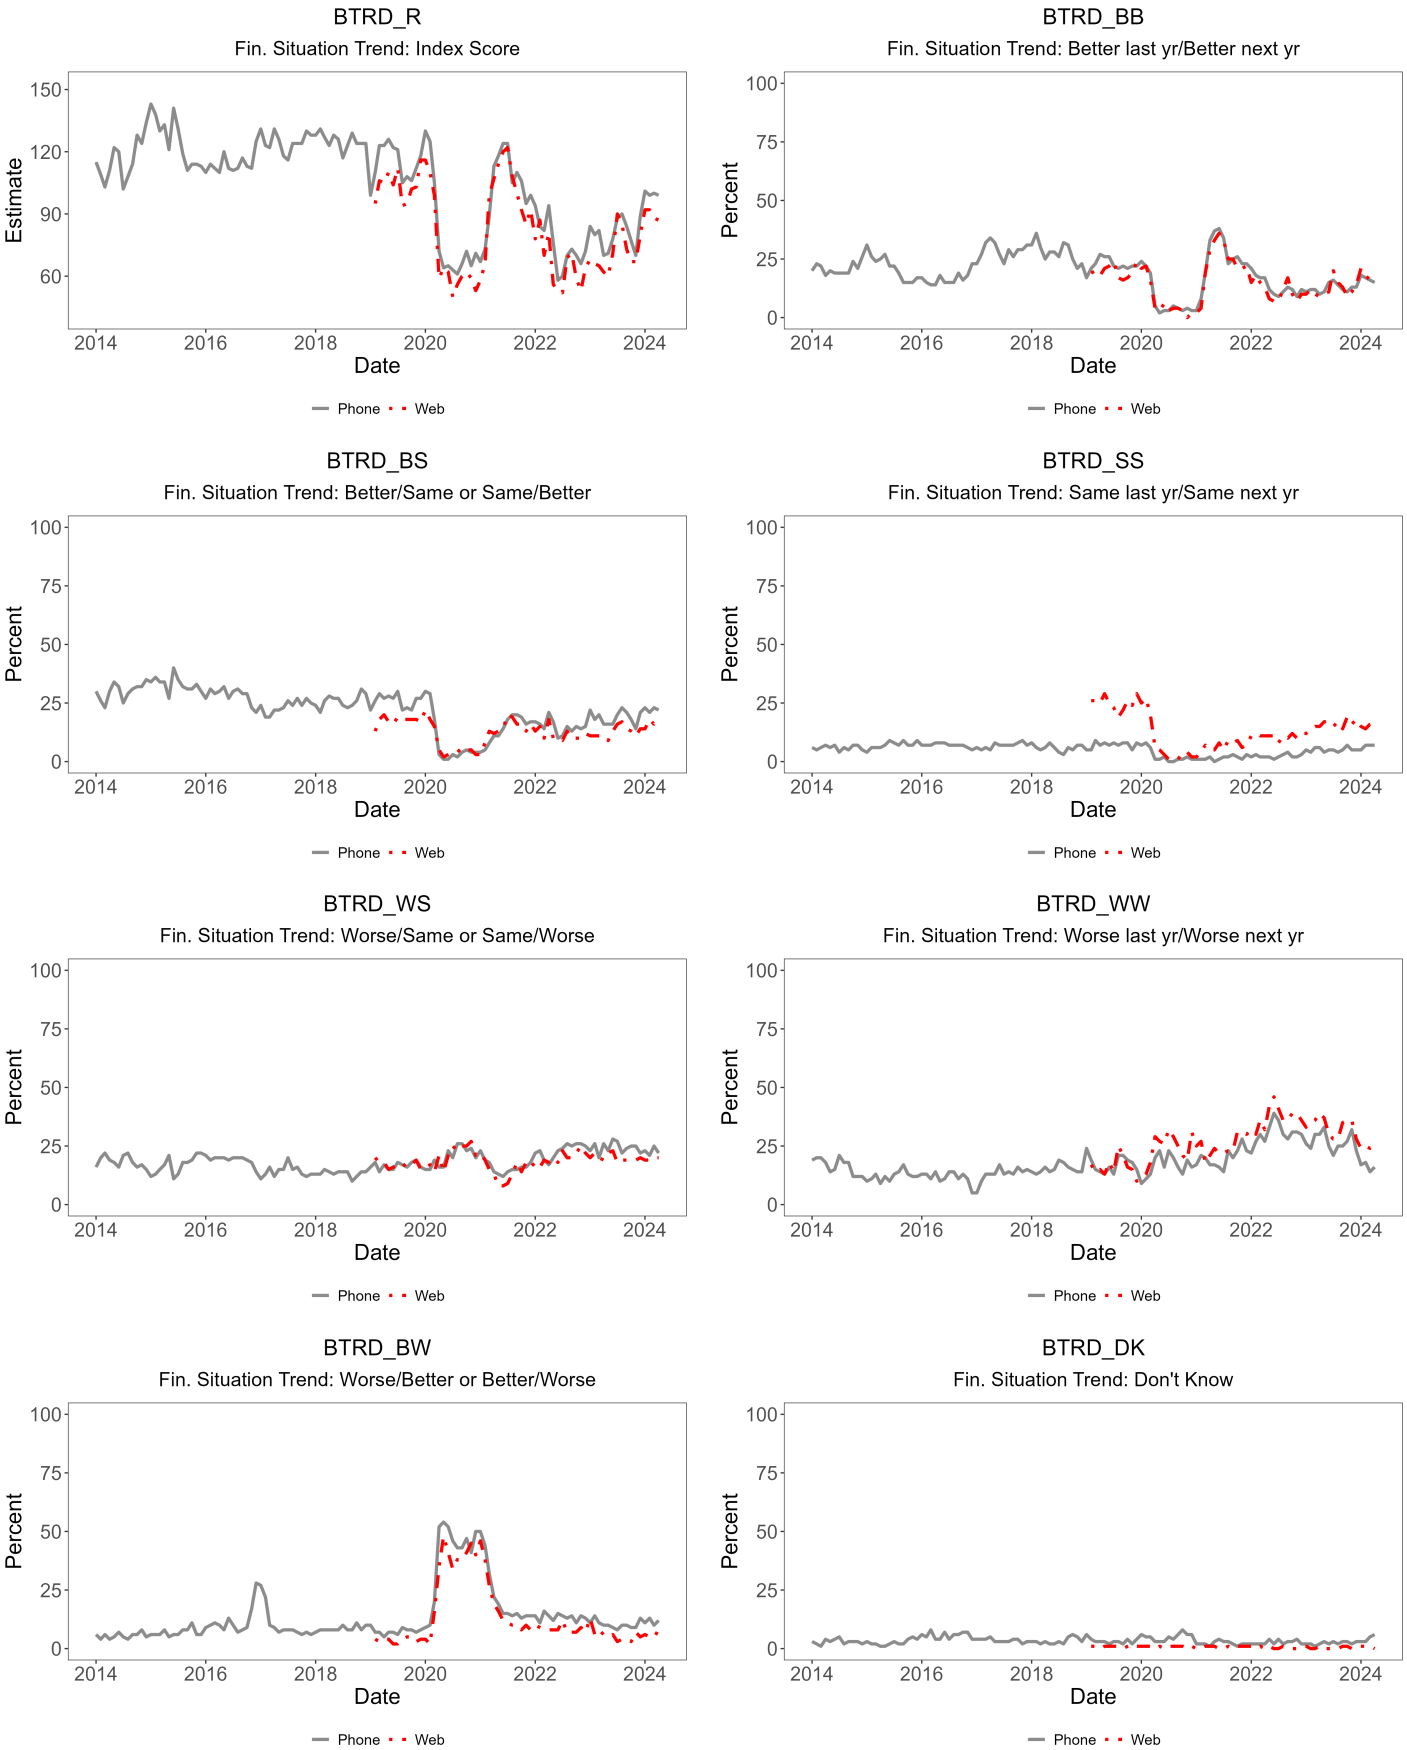 BTRD_R
Fin. Situation Trend: Index Score
150
120
90
60
Estimate
2014 2016 2018 2020 2022 2024
Date
Phone Web
BTRD_BB
Fin. Situation Trend: Better last yr/Better next yr
100
75
50
25
0
Percent
2014 2016 2018 2020 2022 2024
Date
Phone Web
BTRD_BS
Fin. Situation Trend: Better/Same or Same/Better
100
75
50
25
0
Percent
2014 2016 2018 2020 2022 2024
Date
Phone Web
BTRD_SS
Fin. Situation Trend: Same last yr/Same next yr
100
75
50
25
0
Percent
2014 2016 2018 2020 2022 2024
Date
Phone Web
BTRD_WS
Fin. Situation Trend: Worse/Same or Same/Worse
100
75
50
25
0
Percent
2014 2016 2018 2020 2022 2024
Date
Phone Web
BTRD_WW
Fin. Situation Trend: Worse last yr/Worse next yr
100
75
50
25
0
Percent
2014 2016 2018 2020 2022 2024
Date
Phone Web
BTRD_BW
Fin. Situation Trend: Worse/Better or Better/Worse
100
75
50
25
0
Percent
2014 2016 2018 2020 2022 2024
Date
Phone Web
BTRD_DK
Fin. Situation Trend: Don't Know
100
75
50
25
0
Percent
2014 2016 2018 2020 2022 2024
Date
Phone Web